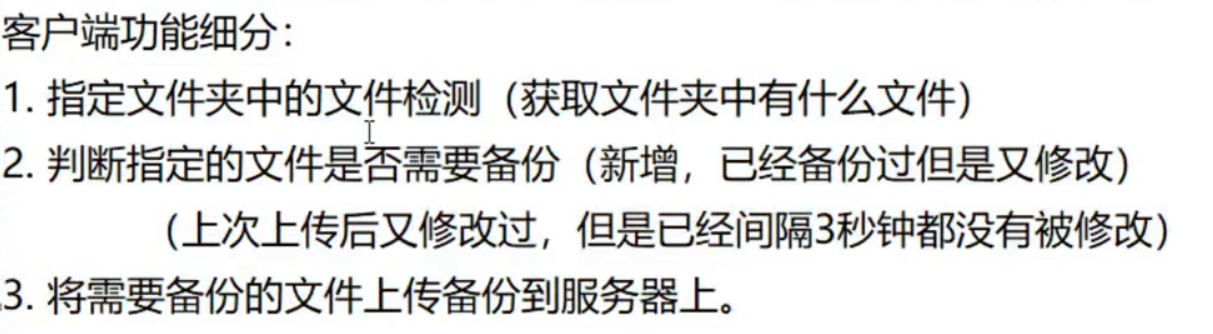 客户端功能细分：
1. 指定文件夹中的文件检测（获取文件夹中有什么文件）
2. 判断指定的文件是否需要备份（新增，已经备份过但是又修改）
（上次上传后又修改过，但是已经间隔3秒钟都没有被修改）
3. 将需要备份的文件上传备份到服务器上。